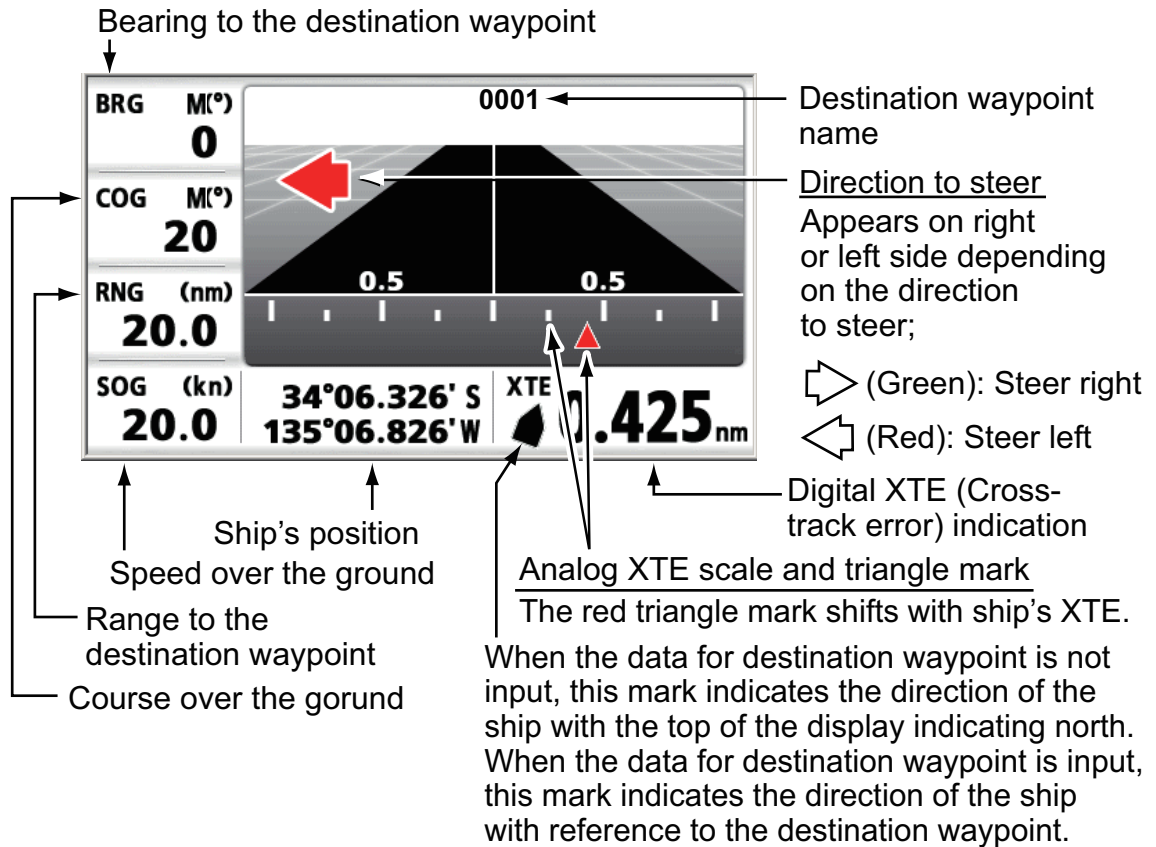 Bearing to the destination waypoint
BRG M(°)
0
COG M(°)
20
RNG (nm)
20.0
SOG (kn)
20.0
0001
0.5 0.5
34°06.326' S
135°06.826' W
XTE
0.425 nm
Destination waypoint
name
Direction to steer
Appears on right
or left side depending
on the direction
to steer;
(Green): Steer right
(Red): Steer left
Digital XTE (Cross-
track error) indication
Ship's position
Speed over the ground
Range to the
destination waypoint
Course over the gorund
Analog XTE scale and triangle mark
The red triangle mark shifts with ship's XTE.
When the data for destination waypoint is not
input, this mark indicates the direction of the
ship with the top of the display indicating north.
When the data for destination waypoint is input,
this mark indicates the direction of the ship
with reference to the destination waypoint.